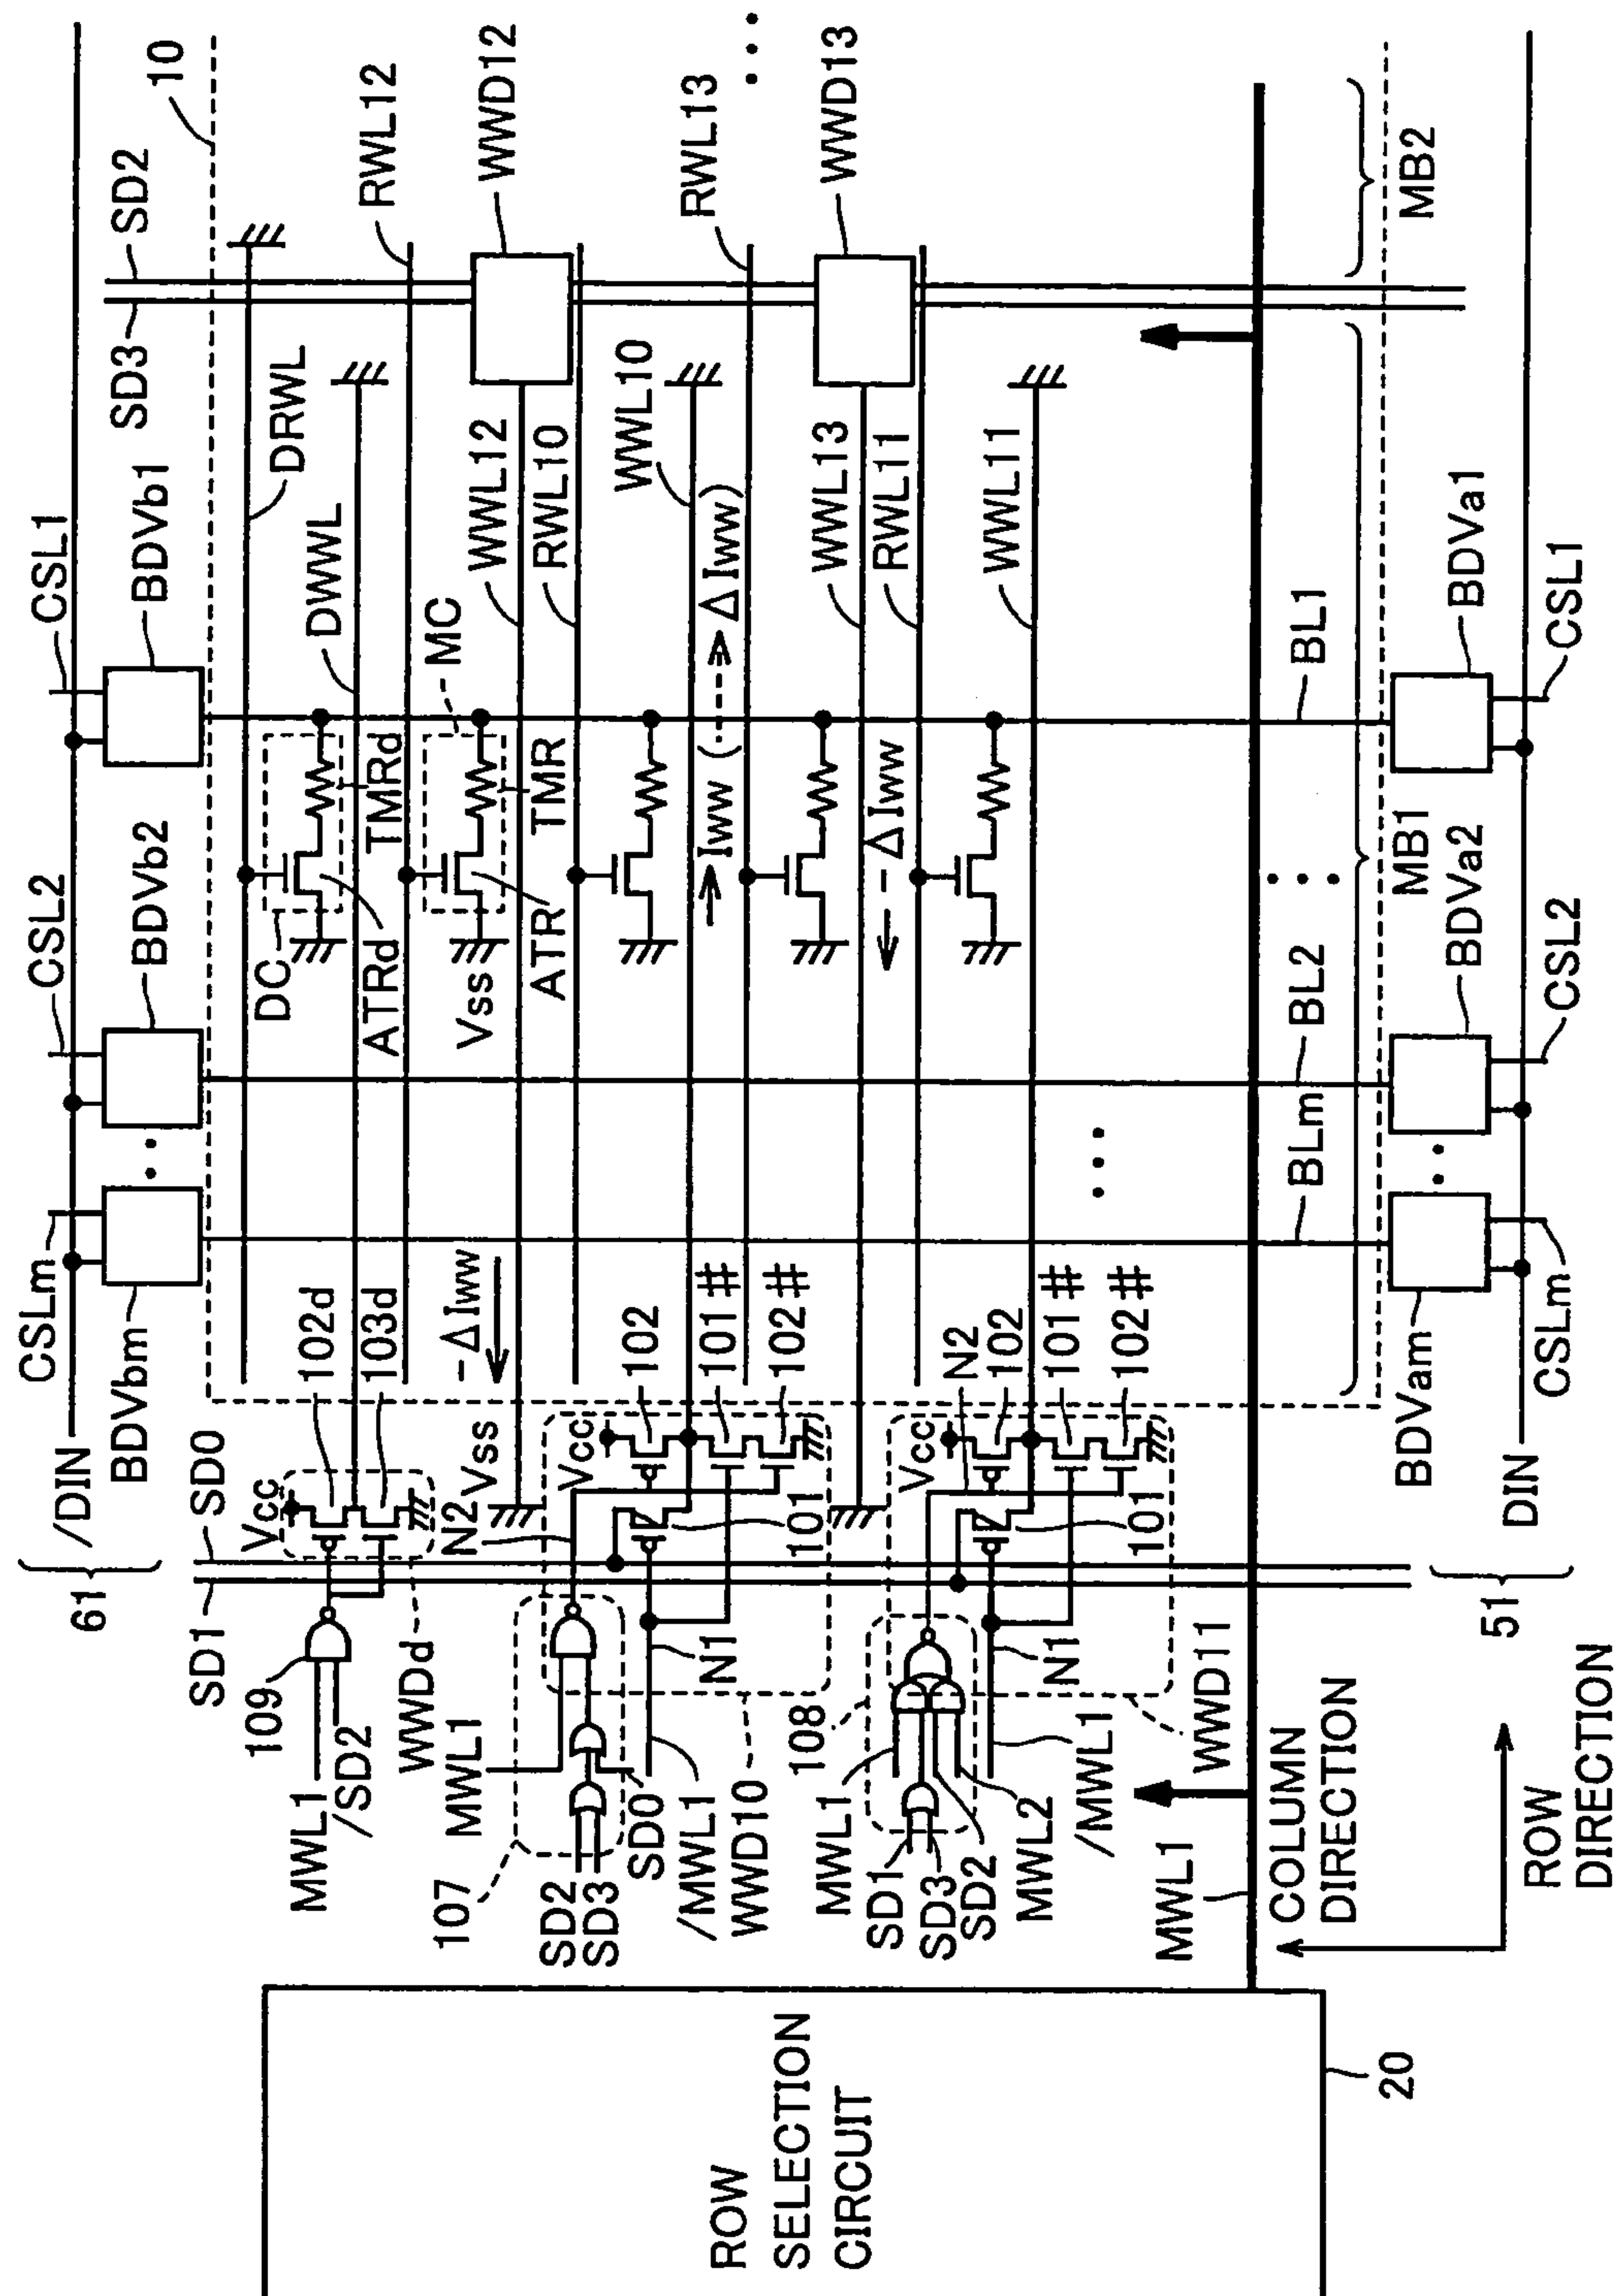 /DIN
CSLm
CSL2
CSL1
61
BDVbm
BDVb2
BDVb1
SD3
SD2
10
SD1
SD0
Vcc
102d
103d
109
MWL1
/SD2
WWDd
DC
ATRd
TMRd
DRWL
DWWL
MC
RWL12
-ΔIww
Vss
Vss
ATR
TMR
WWL12
RWL10
WWD12
N2
Vcc
102
101#
102#
101
MWL1
107
SD2
SD3
SD0
N1
/MWL1
WWD10
Iww (
ΔIww)
WWL10
RWL13
-ΔIww
WWL13
RWL11
WWD13
N2
Vcc
102
101#
102#
101
108
MWL1
SD1
SD3
SD2
MWL2
N1
/MWL1
WWD11
WWL11
MWL1
BLm
BL2
BL1
MB1
MB2
BDVam
BDVa2
BDVa1
51
DIN
CSLm
CSL2
CSL1
COLUMN
DIRECTION
ROW
DIRECTION
ROW
SELECTION
CIRCUIT
20